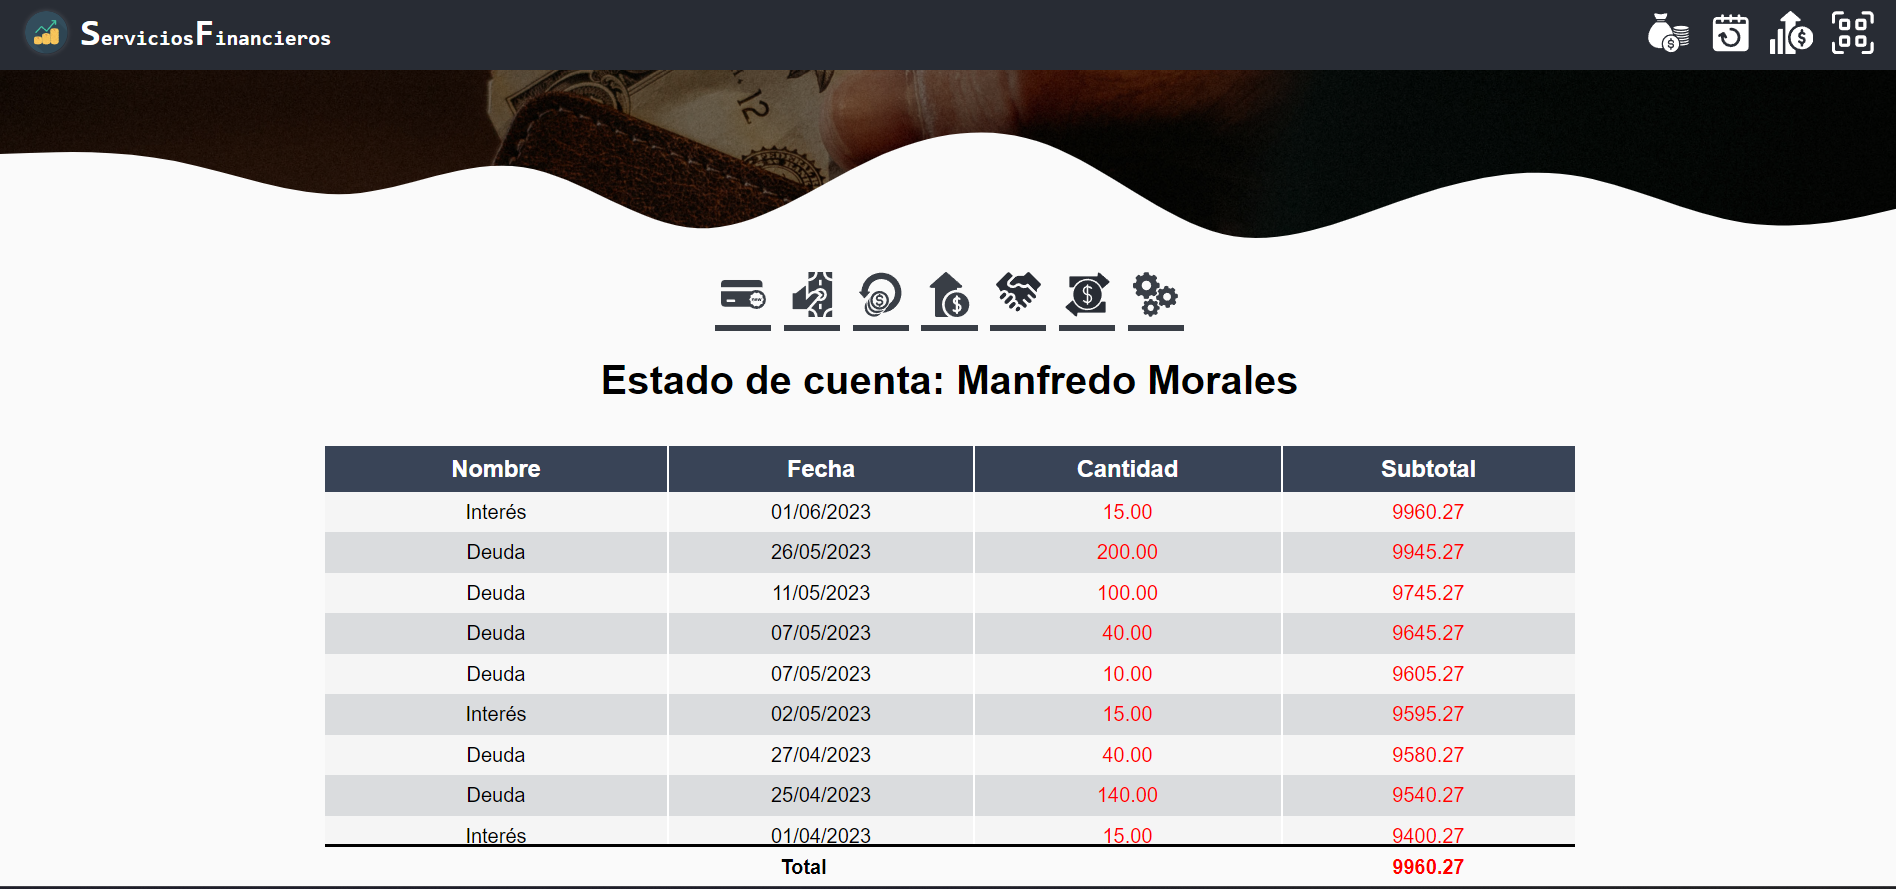 ServiciosFinancieros
.12
new
Estado de cuenta: Manfredo Morales
Nombre Fecha Cantidad Subtotal
Interés 01/06/2023 15.00 9960.27
Deuda 26/05/2023 200.00 9945.27
Deuda 11/05/2023 100.00 9745.27
Deuda 07/05/2023 40.00 9645.27
Deuda 07/05/2023 10.00 9605.27
Interés 02/05/2023 15.00 9595.27
Deuda 27/04/2023 40.00 9580.27
Deuda 25/04/2023 140.00 9540.27
Interés 01/04/2023 15.00 9400.27
Total 9960.27